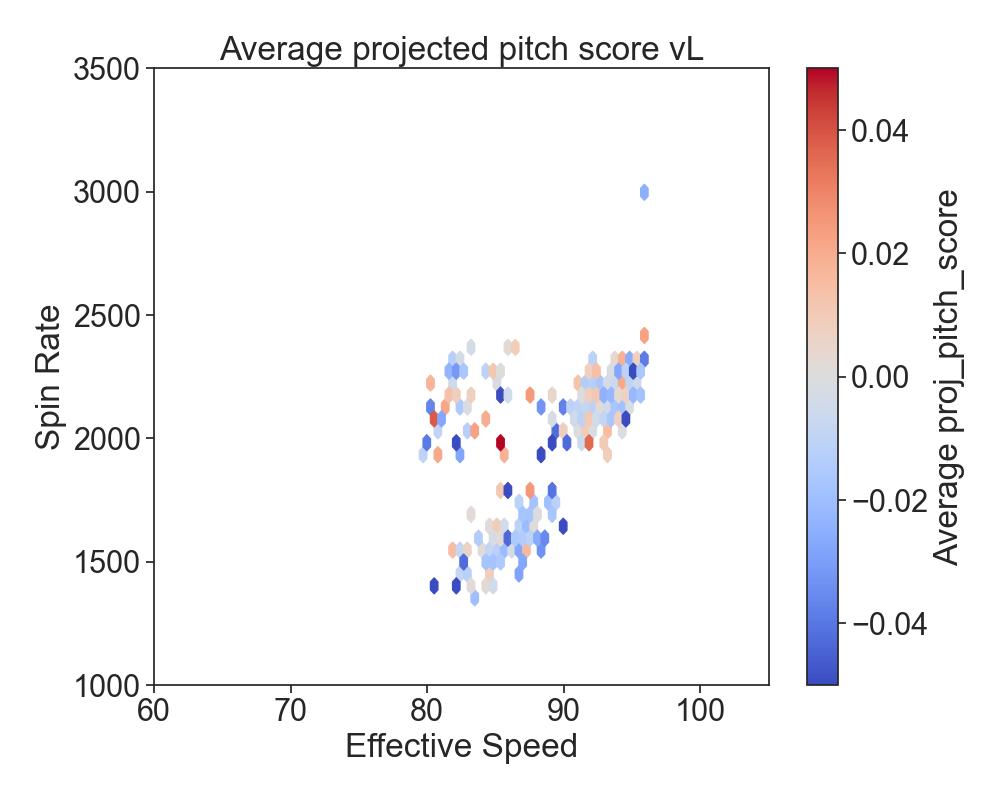 Average projected pitch score vL
3500
3000
2500
2000
1500
1000
Spin Rate
60 70 80 90 100
Effective Speed
0.04
0.02
0.00
−0.02
−0.04
Average proj_pitch_score